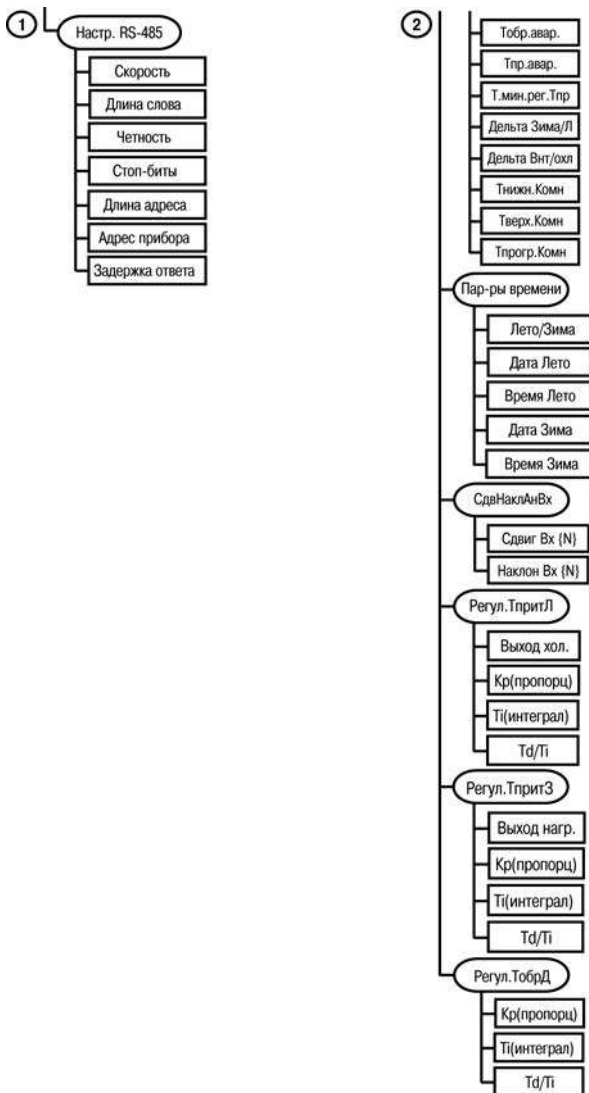 1
Настр. RS-485
Скорость
Длина слова
Четность
Стоп-биты
Длина адреса
Адрес прибора
Задержка ответа
2
Тобр.авар.
Тпр.авар.
Т.мин.рег.Тпр
Дельта Зима/Л
Дельта Внт/охл
Тнижн.Комн
Тверх.Комн
Тпрогр.Комн
Пар-ры времени
Лето/Зима
Дата Лето
Время Лето
Дата Зима
Время Зима
СдвНаклАнВх
Сдвиг Вх {N}
Наклон Вх {N}
Регул.ТпритЛ
Выход хол.
Кр(пропорц)
Ti(интеграл)
Td/Ti
Регул.ТпритЗ
Выход нагр.
Кр(пропорц)
Ti(интеграл)
Td/Ti
Регул.ТобрД
Кр(пропорц)
Ti(интеграл)
Td/Ti